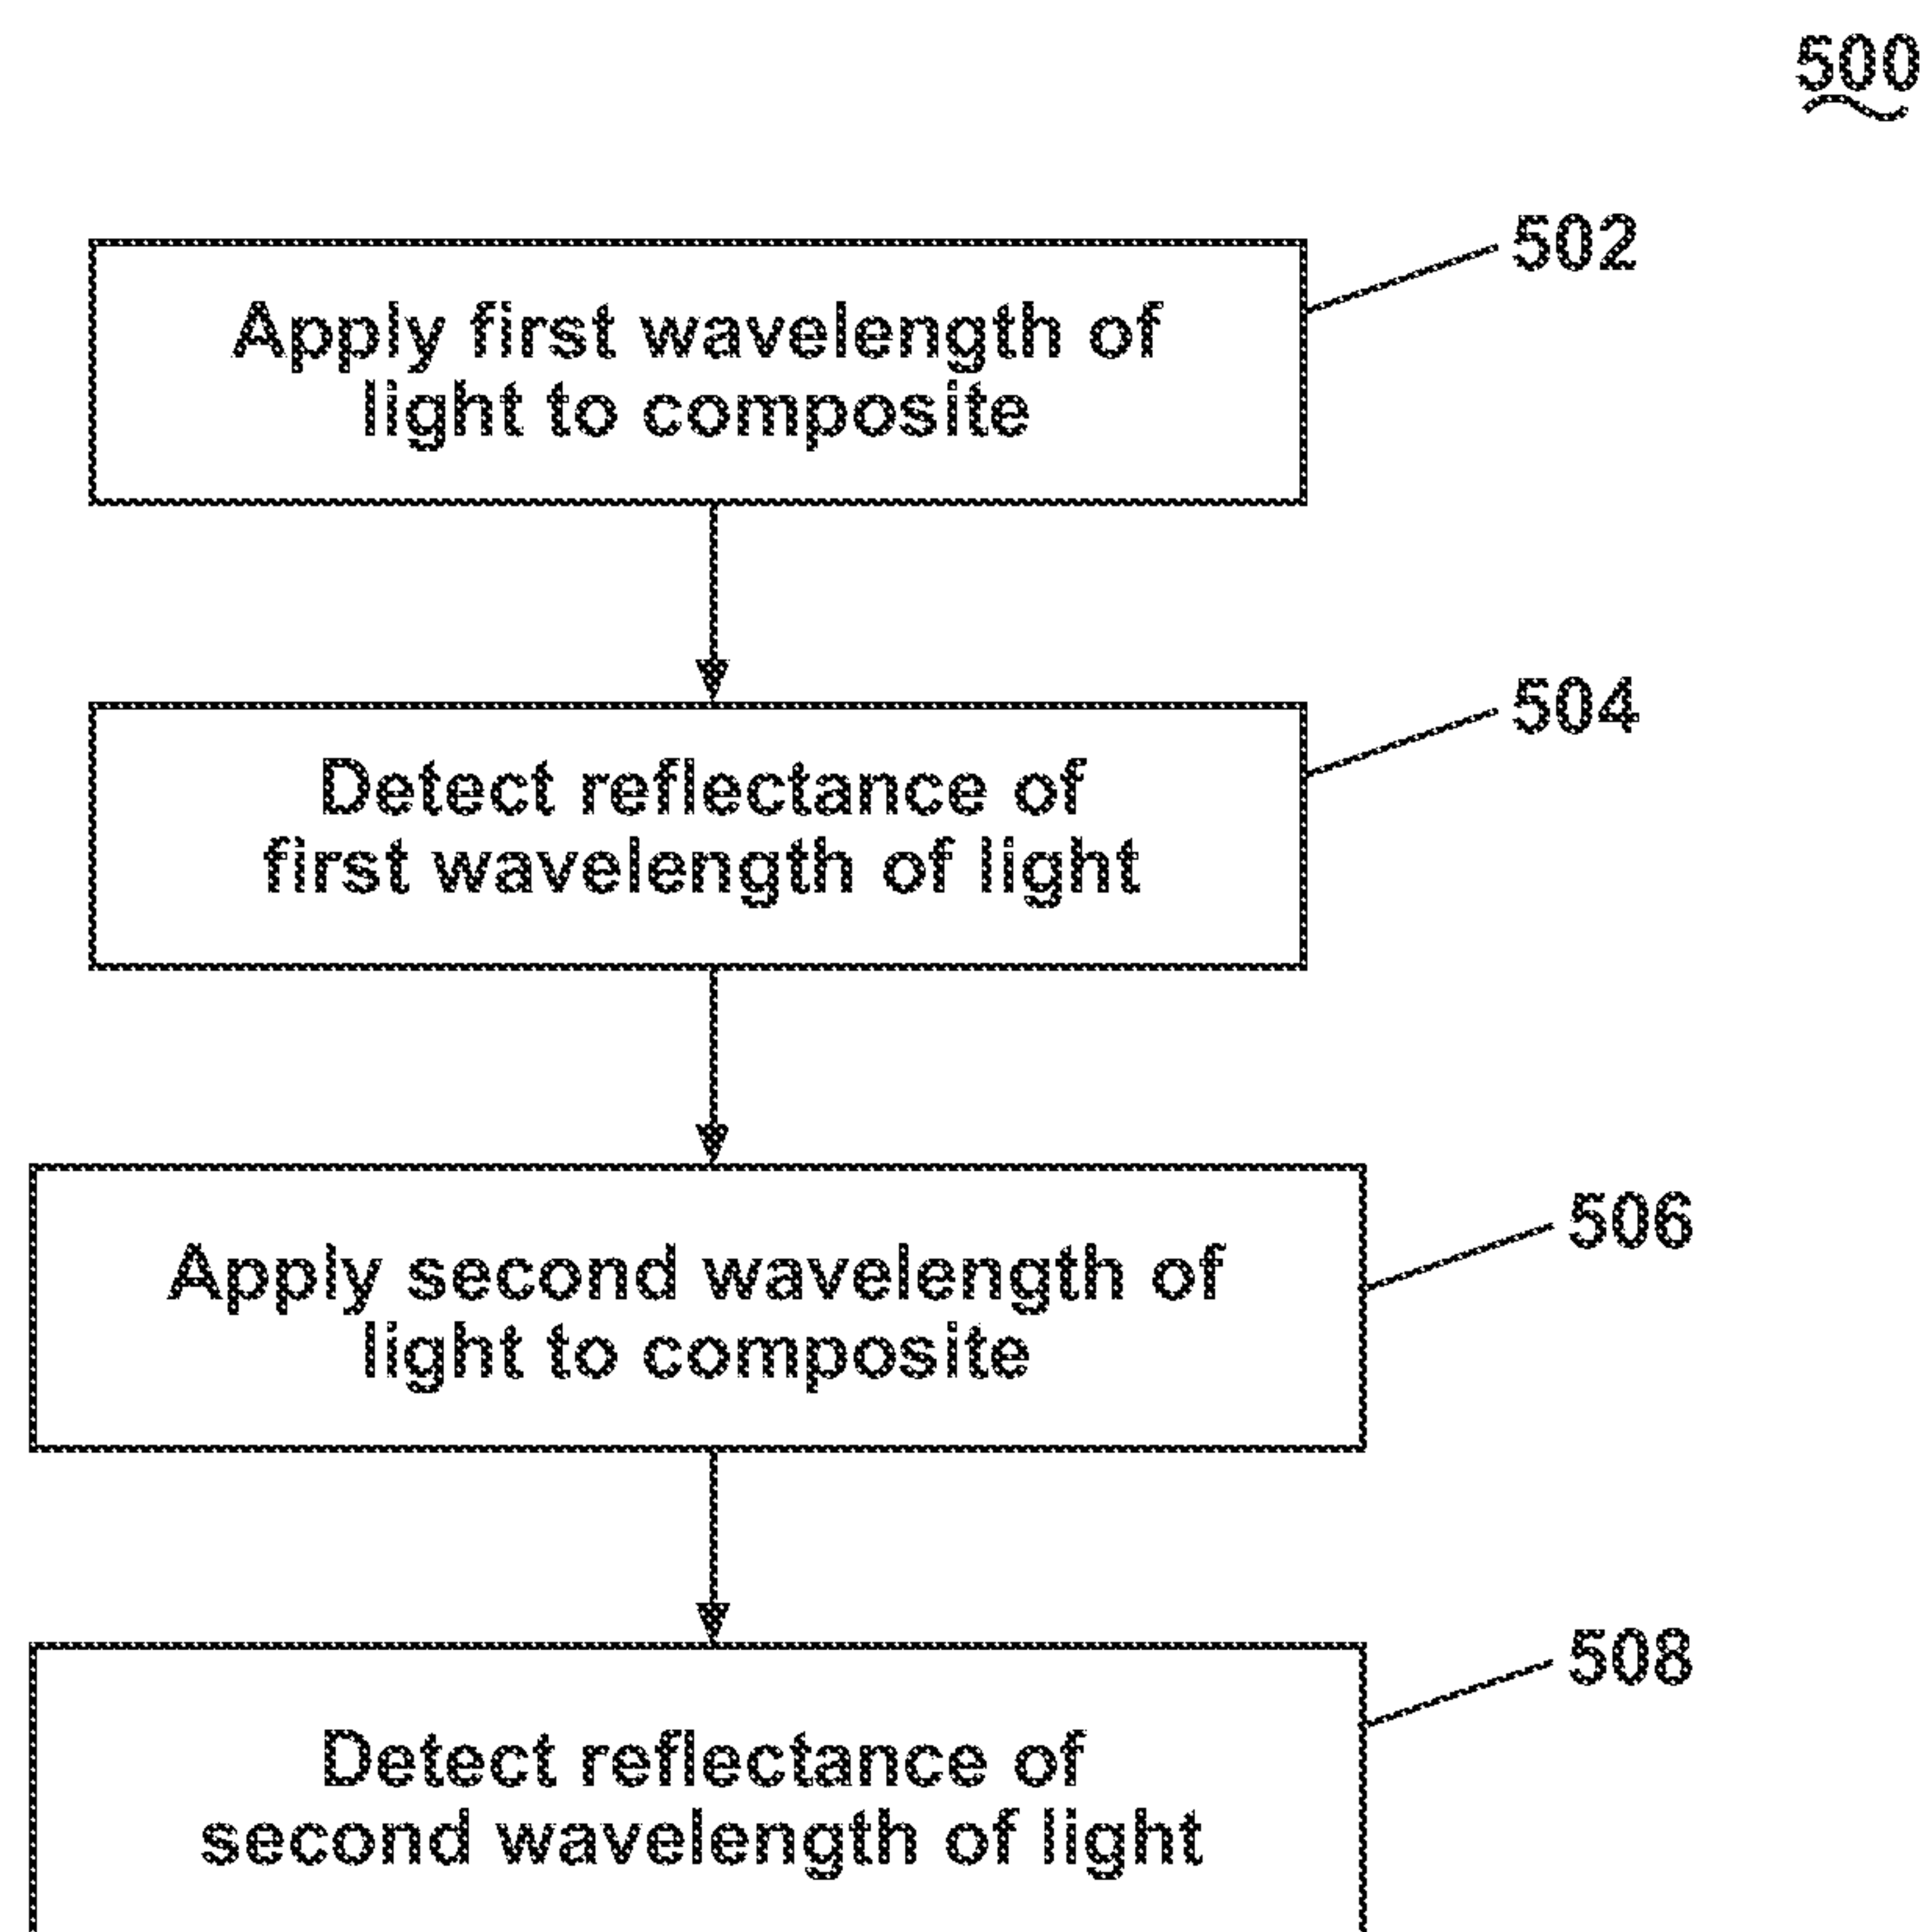 500
502
Apply first wavelength of
light to composite
504
Detect reflectance of
first wavelength of light
506
Apply second wavelength of
light to composite
508
Detect reflectance of
second wavelength of light